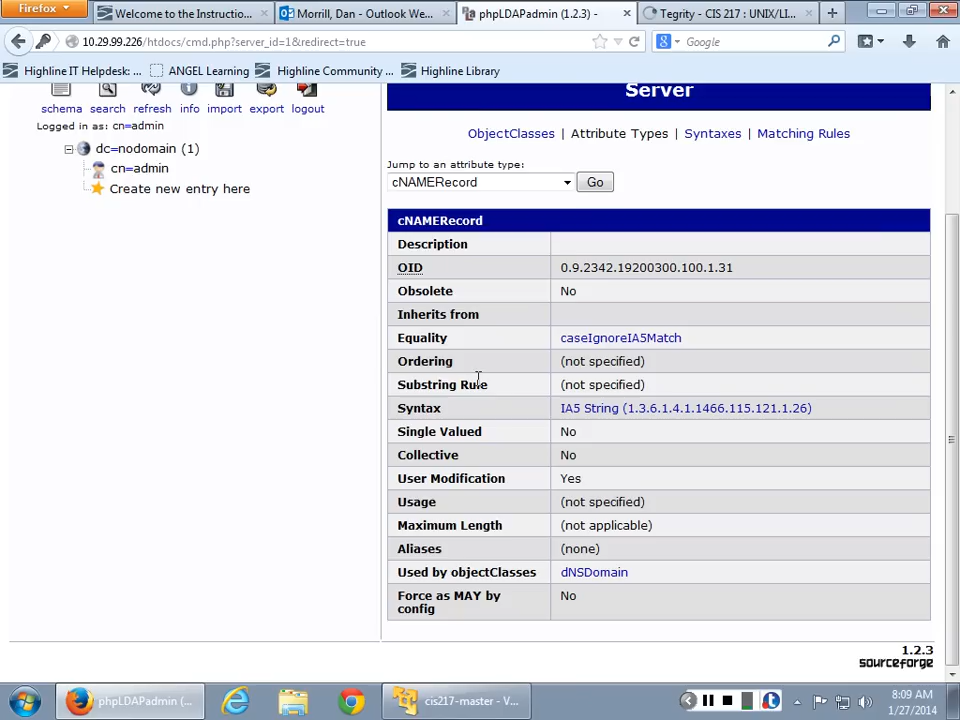 Firefox
Welcome to the Instructio...
Morrill, Dan - Outlook We...
phpLDAPadmin (1.2.3) -
Tegrity - CIS 217 : UNIX/LI...
10.29.99.226/htdocs/cmd.php?server_id=1&redirect=true
Google
Highline IT Helpdesk: ...
ANGEL Learning
Highline Community ...
Highline Library
schema search refresh info import export logout
Logged in as: cn=admin
dc=nodomain (1)
cn=admin
Create new entry here
Server
ObjectClasses | Attribute Types | Syntaxes | Matching Rules
Jump to an attribute type:
cNAMERecord Go
cNAMERecord
Description
OID 0.9.2342.19200300.100.1.31
Obsolete No
Inherits from
Equality caseIgnoreIA5Match
Ordering (not specified)
Substring Rule (not specified)
Syntax IA5 String (1.3.6.1.4.1.1466.115.121.1.26)
Single Valued No
Collective No
User Modification Yes
Usage (not specified)
Maximum Length (not applicable)
Aliases (none)
Used by objectClasses dNSDomain
Force as MAY by No
config
1.2.3
sourceforge
phpLDAPadmin (...
cis217-master - V...
8:09 AM
1/27/2014